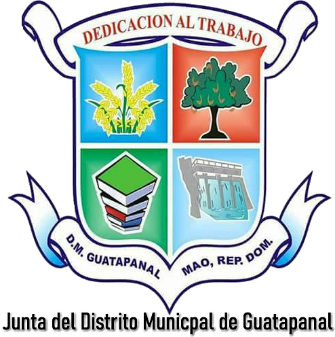 DEDICACION AL TRABAJO
D.M. GUATAPANAL
MAO, REP. DOM.
Junta del Distrito Municpal de Guatapanal